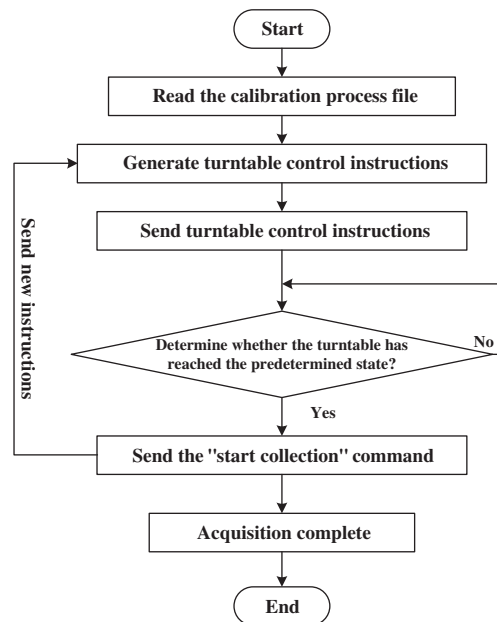 Start
Read the calibration process file
Generate turntable control instructions
Send turntable control instructions
Send new instructions
Determine whether the turntable has
reached the predetermined state?
No
Yes
Send the "start collection" command
Acquisition complete
End